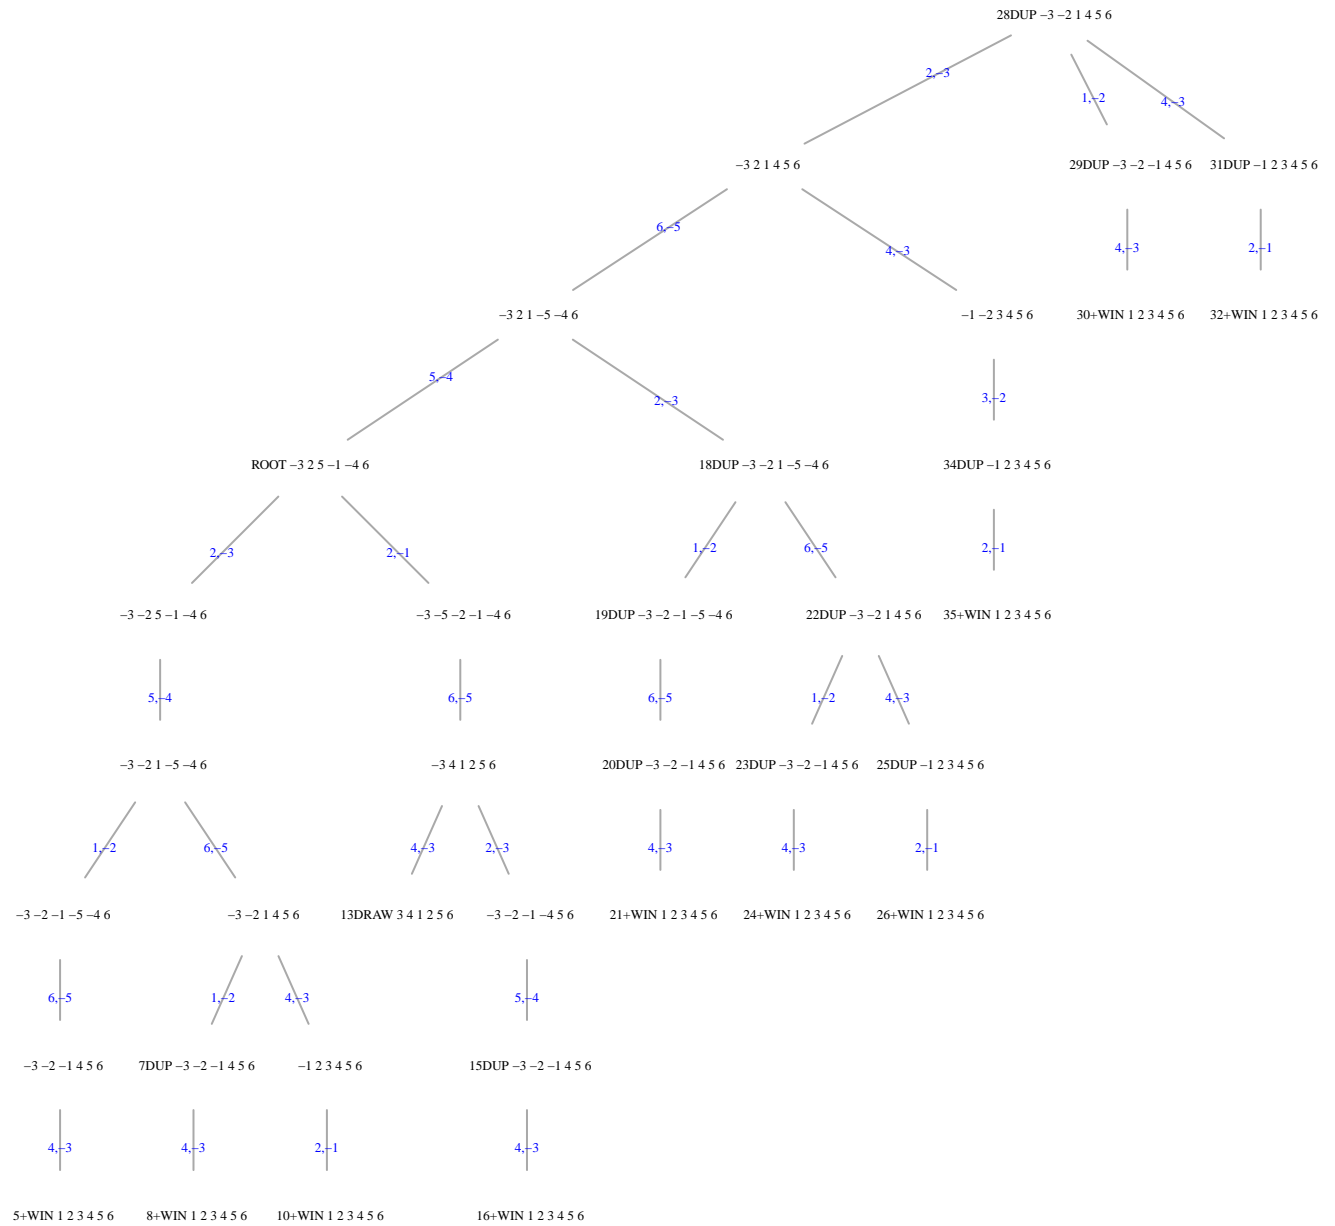 28DUP −3 −2 1 4 5 6
2,−3
1,−2
4,−3
−3 2 1 4 5 6
29DUP −3 −2 −1 4 5 6
31DUP −1 2 3 4 5 6
6,−5
4,−3
4,−3
2,−1
−3 2 1 −5 −4 6
−1 −2 3 4 5 6
30+WIN 1 2 3 4 5 6
32+WIN 1 2 3 4 5 6
5,−4
2,−3
3,−2
ROOT −3 2 5 −1 −4 6
18DUP −3 −2 1 −5 −4 6
34DUP −1 2 3 4 5 6
2,−3
2,−1
1,−2
6,−5
2,−1
−3 −2 5 −1 −4 6
−3 −5 −2 −1 −4 6
19DUP −3 −2 −1 −5 −4 6
22DUP −3 −2 1 4 5 6
35+WIN 1 2 3 4 5 6
5,−4
6,−5
6,−5
1,−2
4,−3
−3 −2 1 −5 −4 6
−3 4 1 2 5 6
20DUP −3 −2 −1 4 5 6
23DUP −3 −2 −1 4 5 6
25DUP −1 2 3 4 5 6
1,−2
6,−5
4,−3
2,−3
4,−3
4,−3
2,−1
−3 −2 −1 −5 −4 6
−3 −2 1 4 5 6
13DRAW 3 4 1 2 5 6
−3 −2 −1 −4 5 6
21+WIN 1 2 3 4 5 6
24+WIN 1 2 3 4 5 6
26+WIN 1 2 3 4 5 6
6,−5
1,−2
4,−3
5,−4
−3 −2 −1 4 5 6
7DUP −3 −2 −1 4 5 6
−1 2 3 4 5 6
15DUP −3 −2 −1 4 5 6
4,−3
4,−3
2,−1
4,−3
5+WIN 1 2 3 4 5 6
8+WIN 1 2 3 4 5 6
10+WIN 1 2 3 4 5 6
16+WIN 1 2 3 4 5 6